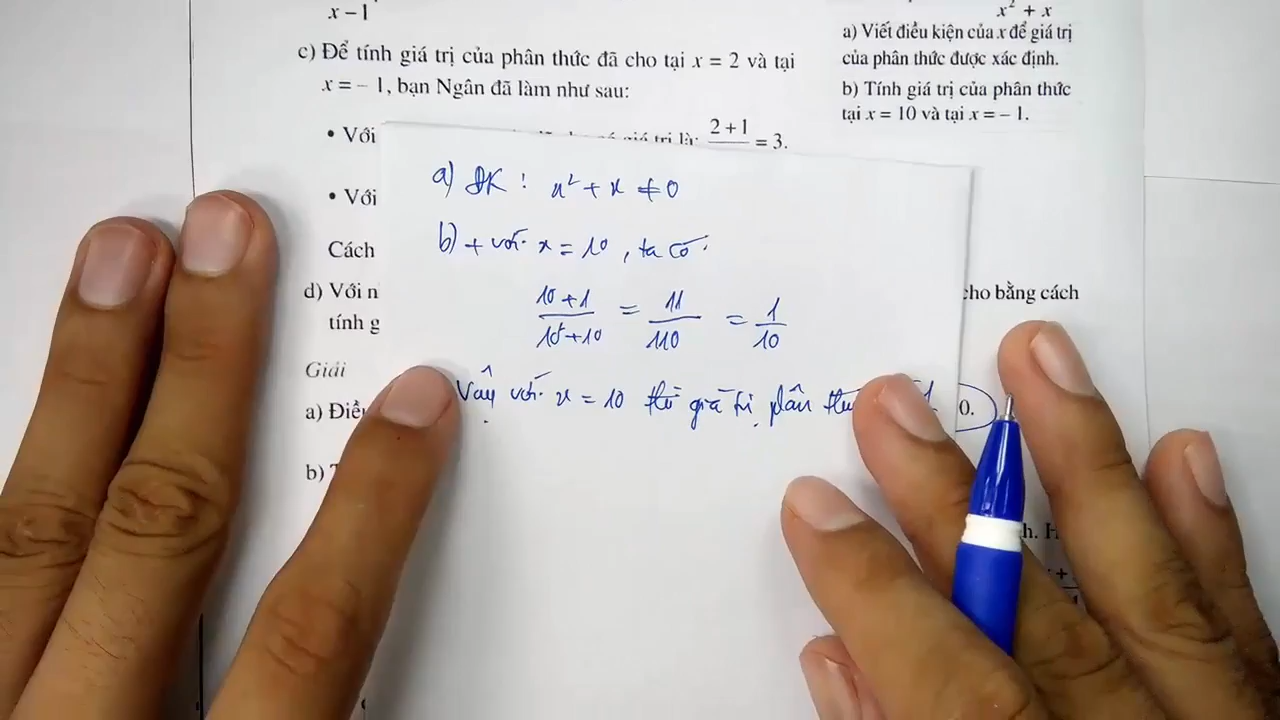 x – 1
c) Để tính giá trị của phân thức đã cho tại x = 2 và tại
x = – 1, bạn Ngân đã làm như sau:
• Với
trị là: 2 + 1 = 3.
• Với
Cách
d) Với n
cho bằng cách
tính g
Giải
a) Điề
0.
b)
h. H
x² + x
a) Viết điều kiện của x để giá trị
của phân thức được xác định.
b) Tính giá trị của phân thức
tại x = 10 và tại x = – 1.
a) ĐK : x² + x ≠ 0
b) + với x = 10 , ta có:
10 + 1 / 10² + 10 = 11 / 110 = 1 / 10
Vậy với x = 10 thì giá trị phân